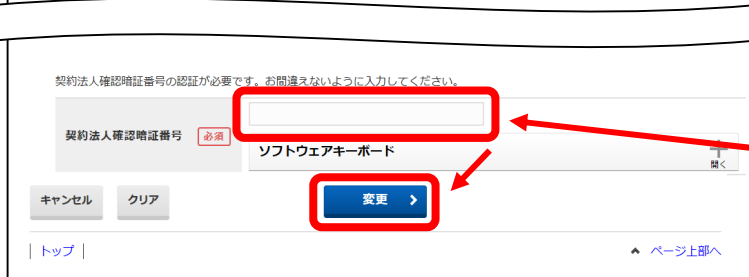 契約法人確認暗証番号の認証が必要です。お間違えないように入力してください。
契約法人確認暗証番号 必須
ソフトウェアキーボード
開く
キャンセル クリア 変更
トップ
ページ上部へ